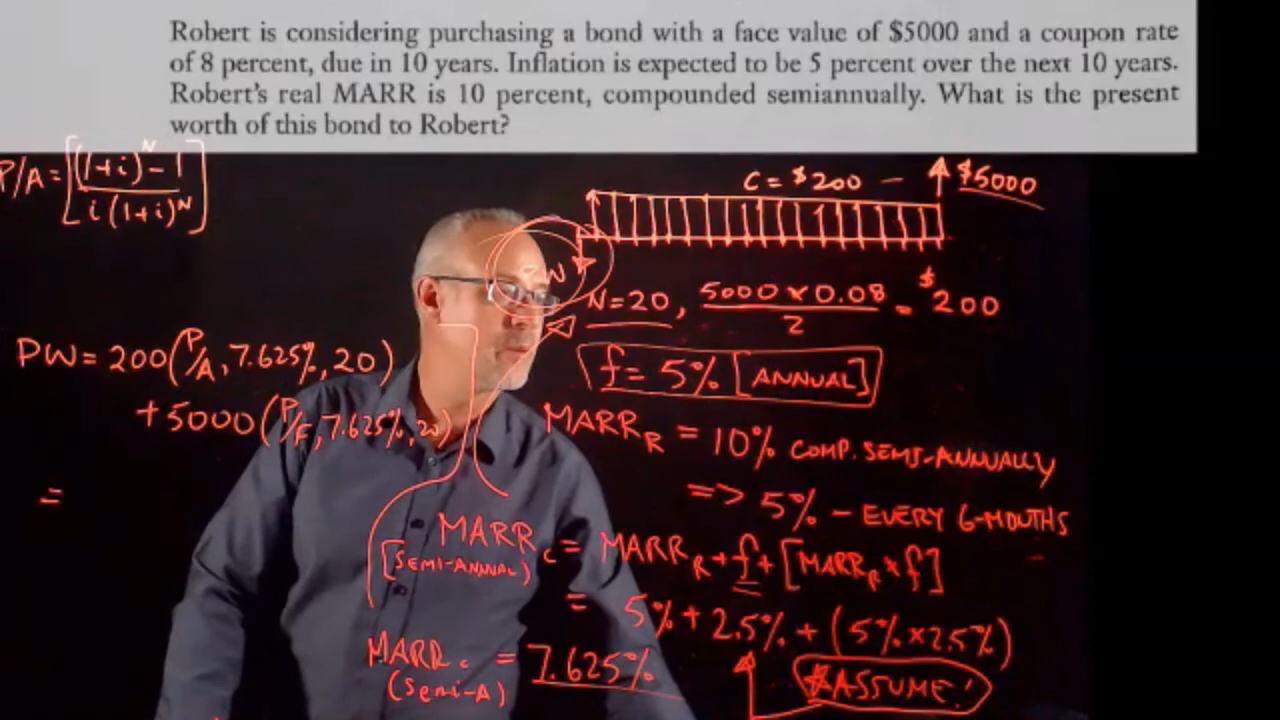 Robert is considering purchasing a bond with a face value of $5000 and a coupon rate
of 8 percent, due in 10 years. Inflation is expected to be 5 percent over the next 10 years.
Robert's real MARR is 10 percent, compounded semiannually. What is the present
worth of this bond to Robert?
P/A = [(1+i)^N - 1 / i(1+i)^N]
C = $200 — $5000
N=20, 5000 x 0.08 / 2 = $200
f = 5% [ANNUAL]
PW = 200(P/A, 7.625%, 20)
+ 5000(P/F, 7.625%, 20)
=
MARR_R = 10% COMP. SEMI-ANNUALLY
=> 5% - EVERY 6-MONTHS
MARR_c = MARR_R + f + [MARR_R x f]
[SEMI-ANNUAL)
= 5% + 2.5% + (5% x 2.5%)
MARR_c = 7.625%
(Semi-A)
*ASSUME!